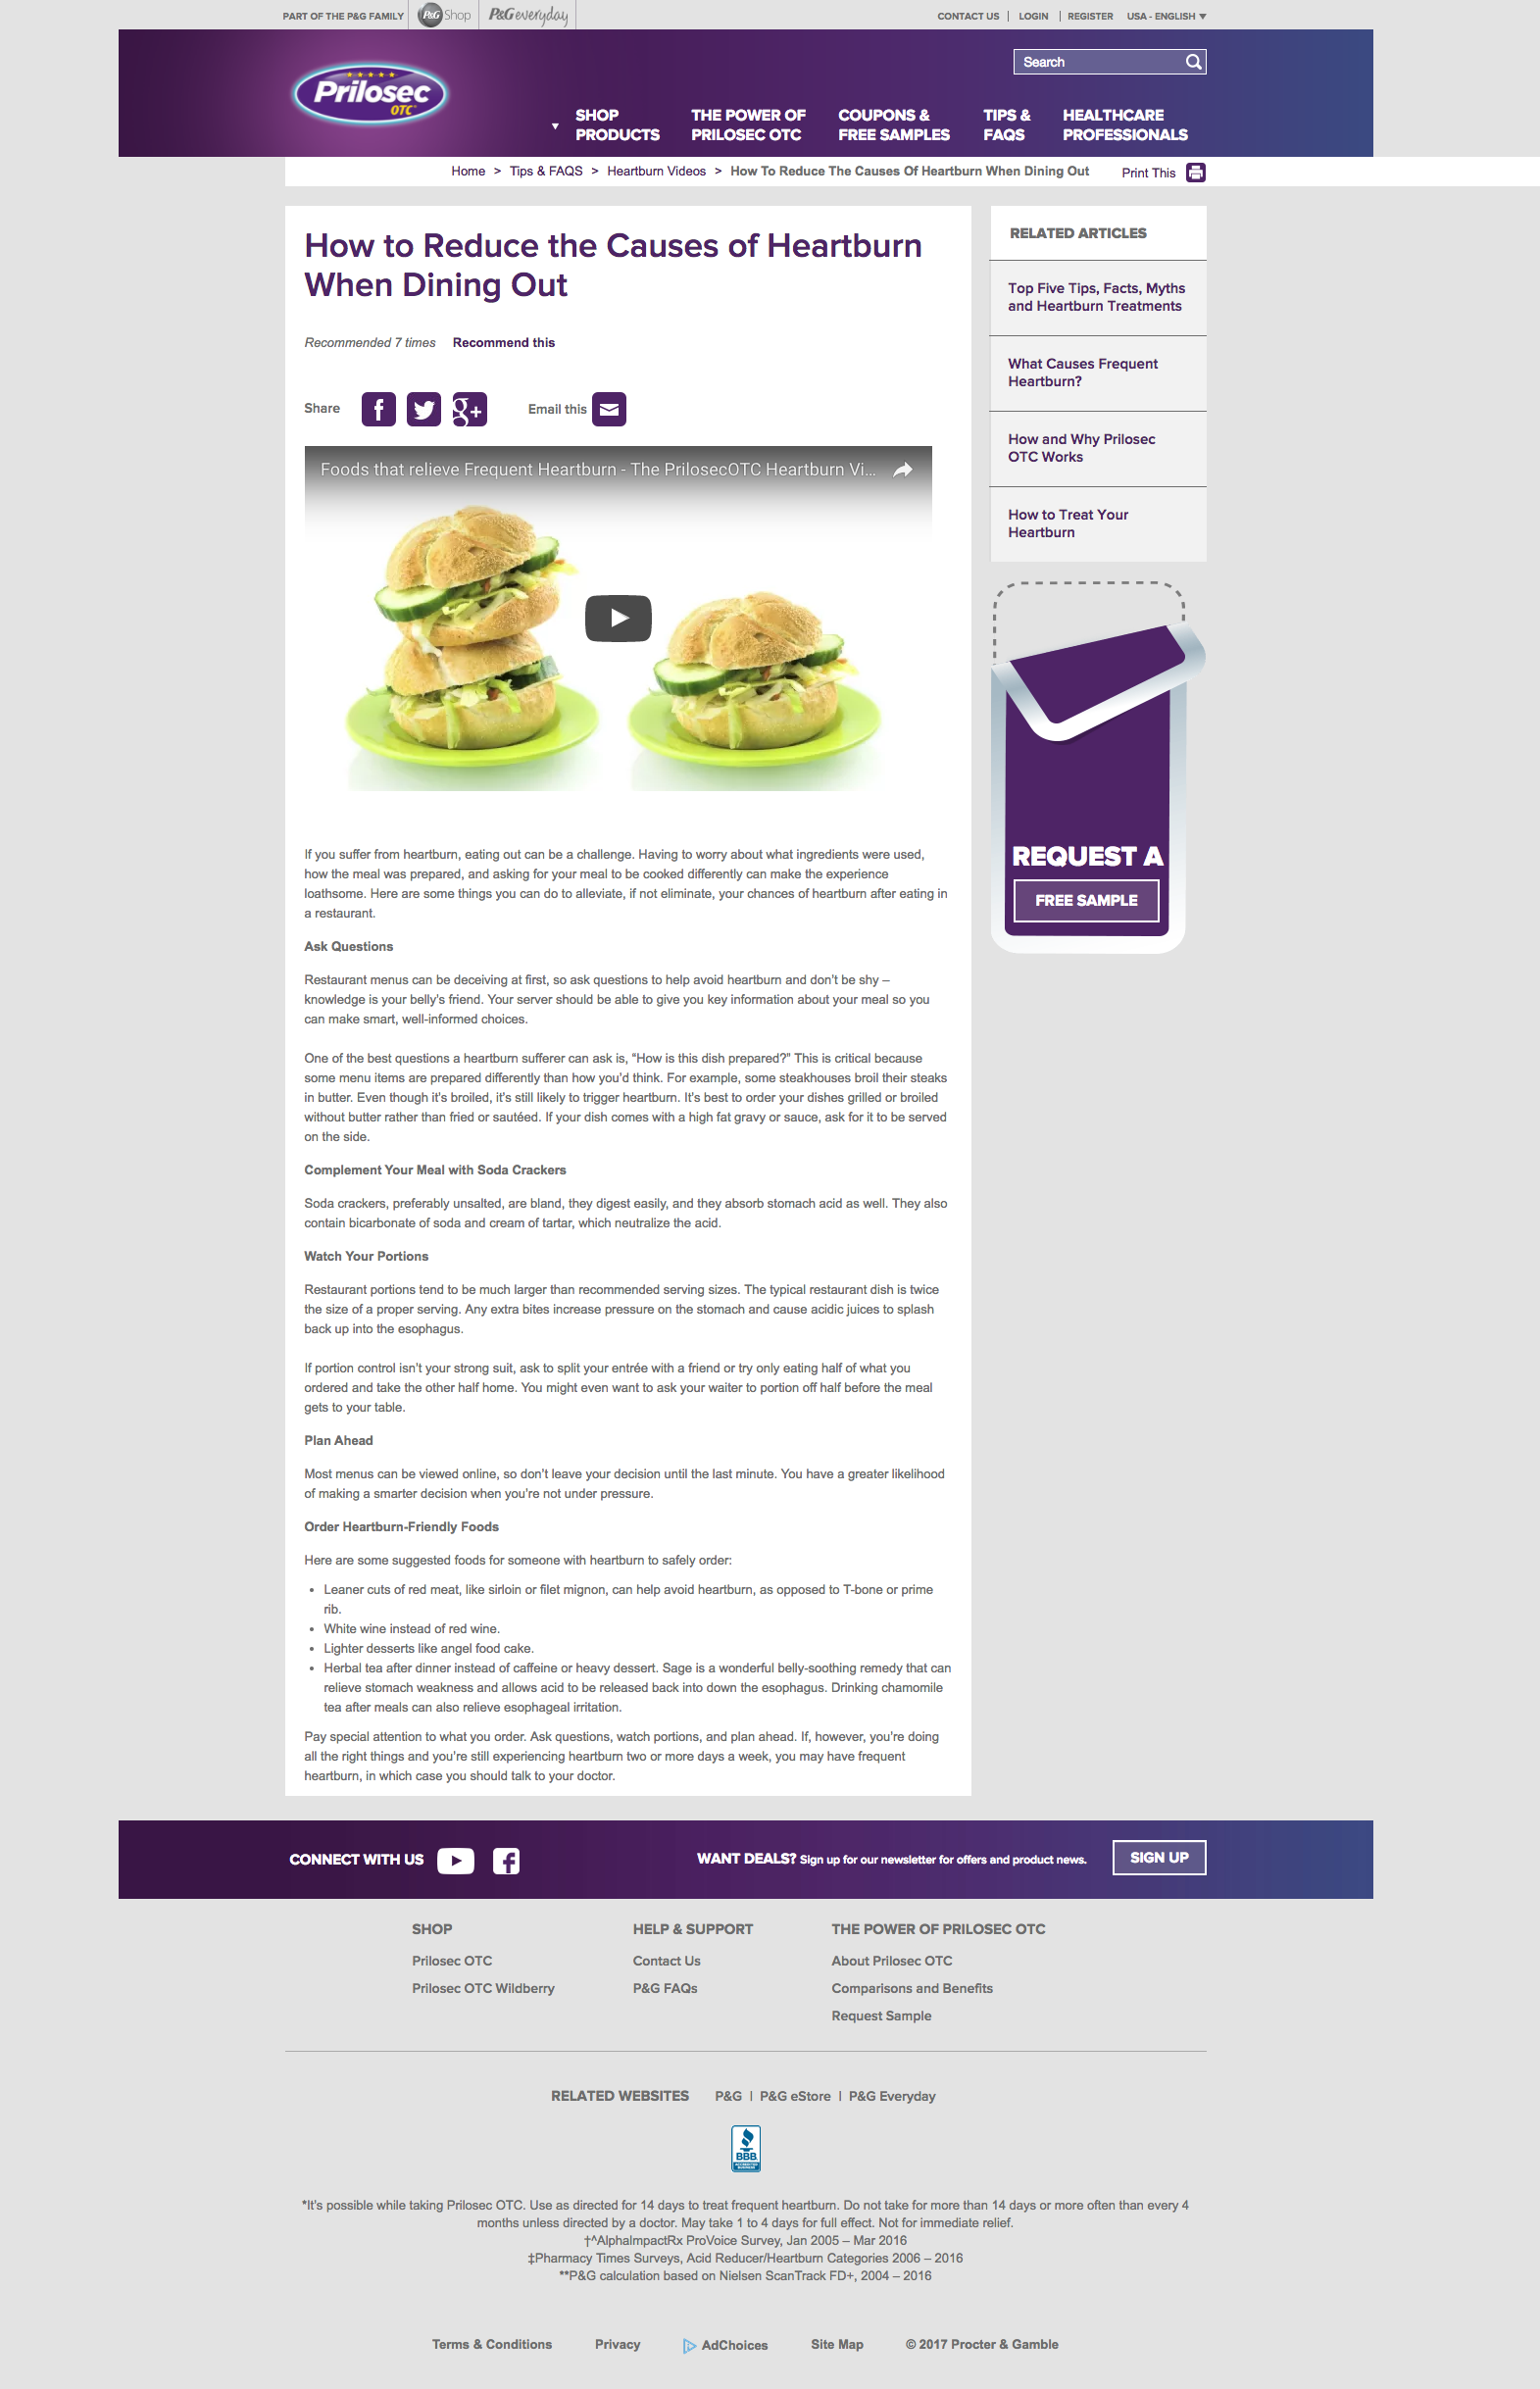 PART OF THE P&G FAMILY
P&G Shop
P&G everyday
CONTACT US | LOGIN | REGISTER USA - ENGLISH
Prilosec
OTC
Search
SHOP
PRODUCTS
THE POWER OF
PRILOSEC OTC
COUPONS &
FREE SAMPLES
TIPS &
FAQS
HEALTHCARE
PROFESSIONALS
Home > Tips & FAQS > Heartburn Videos > How To Reduce The Causes Of Heartburn When Dining Out
Print This
How to Reduce the Causes of Heartburn
When Dining Out
Recommended 7 times Recommend this
Share
f
g+
Email this
Foods that relieve Frequent Heartburn - The PrilosecOTC Heartburn Vi...
If you suffer from heartburn, eating out can be a challenge. Having to worry about what ingredients were used,
how the meal was prepared, and asking for your meal to be cooked differently can make the experience
loathsome. Here are some things you can do to alleviate, if not eliminate, your chances of heartburn after eating in
a restaurant.
Ask Questions
Restaurant menus can be deceiving at first, so ask questions to help avoid heartburn and don't be shy –
knowledge is your belly's friend. Your server should be able to give you key information about your meal so you
can make smart, well-informed choices.
One of the best questions a heartburn sufferer can ask is, “How is this dish prepared?” This is critical because
some menu items are prepared differently than how you'd think. For example, some steakhouses broil their steaks
in butter. Even though it's broiled, it's still likely to trigger heartburn. It's best to order your dishes grilled or broiled
without butter rather than fried or sautéed. If your dish comes with a high fat gravy or sauce, ask for it to be served
on the side.
Complement Your Meal with Soda Crackers
Soda crackers, preferably unsalted, are bland, they digest easily, and they absorb stomach acid as well. They also
contain bicarbonate of soda and cream of tartar, which neutralize the acid.
Watch Your Portions
Restaurant portions tend to be much larger than recommended serving sizes. The typical restaurant dish is twice
the size of a proper serving. Any extra bites increase pressure on the stomach and cause acidic juices to splash
back up into the esophagus.
If portion control isn't your strong suit, ask to split your entrée with a friend or try only eating half of what you
ordered and take the other half home. You might even want to ask your waiter to portion off half before the meal
gets to your table.
Plan Ahead
Most menus can be viewed online, so don't leave your decision until the last minute. You have a greater likelihood
of making a smarter decision when you're not under pressure.
Order Heartburn-Friendly Foods
Here are some suggested foods for someone with heartburn to safely order:
• Leaner cuts of red meat, like sirloin or filet mignon, can help avoid heartburn, as opposed to T-bone or prime
rib.
• White wine instead of red wine.
• Lighter desserts like angel food cake.
• Herbal tea after dinner instead of caffeine or heavy dessert. Sage is a wonderful belly-soothing remedy that can
relieve stomach weakness and allows acid to be released back into down the esophagus. Drinking chamomile
tea after meals can also relieve esophageal irritation.
Pay special attention to what you order. Ask questions, watch portions, and plan ahead. If, however, you're doing
all the right things and you're still experiencing heartburn two or more days a week, you may have frequent
heartburn, in which case you should talk to your doctor.
RELATED ARTICLES
Top Five Tips, Facts, Myths
and Heartburn Treatments
What Causes Frequent
Heartburn?
How and Why Prilosec
OTC Works
How to Treat Your
Heartburn
REQUEST A
FREE SAMPLE
CONNECT WITH US
WANT DEALS? Sign up for our newsletter for offers and product news.
SIGN UP
SHOP
Prilosec OTC
Prilosec OTC Wildberry
HELP & SUPPORT
Contact Us
P&G FAQs
THE POWER OF PRILOSEC OTC
About Prilosec OTC
Comparisons and Benefits
Request Sample
RELATED WEBSITES P&G | P&G eStore | P&G Everyday
BBB
ACCREDITED
BUSINESS
*It's possible while taking Prilosec OTC. Use as directed for 14 days to treat frequent heartburn. Do not take for more than 14 days or more often than every 4
months unless directed by a doctor. May take 1 to 4 days for full effect. Not for immediate relief.
†^AlphaImpactRx ProVoice Survey, Jan 2005 – Mar 2016
‡Pharmacy Times Surveys, Acid Reducer/Heartburn Categories 2006 – 2016
**P&G calculation based on Nielsen ScanTrack FD+, 2004 – 2016
Terms & Conditions Privacy AdChoices Site Map © 2017 Procter & Gamble